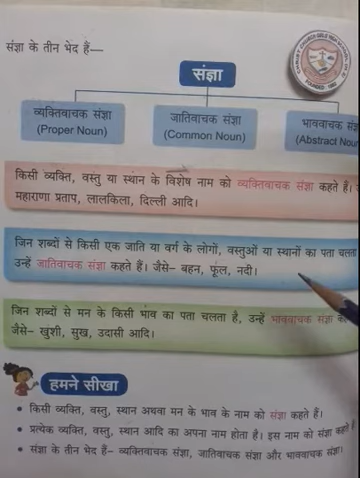 संज्ञा के तीन भेद हैं—
संज्ञा
व्यक्तिवाचक संज्ञा
(Proper Noun)
जातिवाचक संज्ञा
(Common Noun)
भाववाचक
(Abstract
किसी व्यक्ति, वस्तु या स्थान के विशेष नाम को व्यक्तिवाचक संज्ञा कहते हैं।
महाराणा प्रताप, लालकिला, दिल्ली आदि।
जिन शब्दों से किसी एक जाति या वर्ग के लोगों, वस्तुओं या स्थानों का पता चलता
उन्हें जातिवाचक संज्ञा कहते हैं। जैसे– बहन, फूल, नदी।
जिन शब्दों से मन के किसी भाव का पता चलता है, उन्हें भाववाचक संज्ञा
जैसे– खुशी, सुख, उदासी आदि।
हमने सीखा
• किसी व्यक्ति, वस्तु, स्थान अथवा मन के भाव के नाम को संज्ञा कहते हैं।
• प्रत्येक व्यक्ति, वस्तु, स्थान आदि का अपना नाम होता है। इस नाम को संज्ञा कहते
• संज्ञा के तीन भेद हैं– व्यक्तिवाचक संज्ञा, जातिवाचक संज्ञा और भाववाचक संज्ञा।